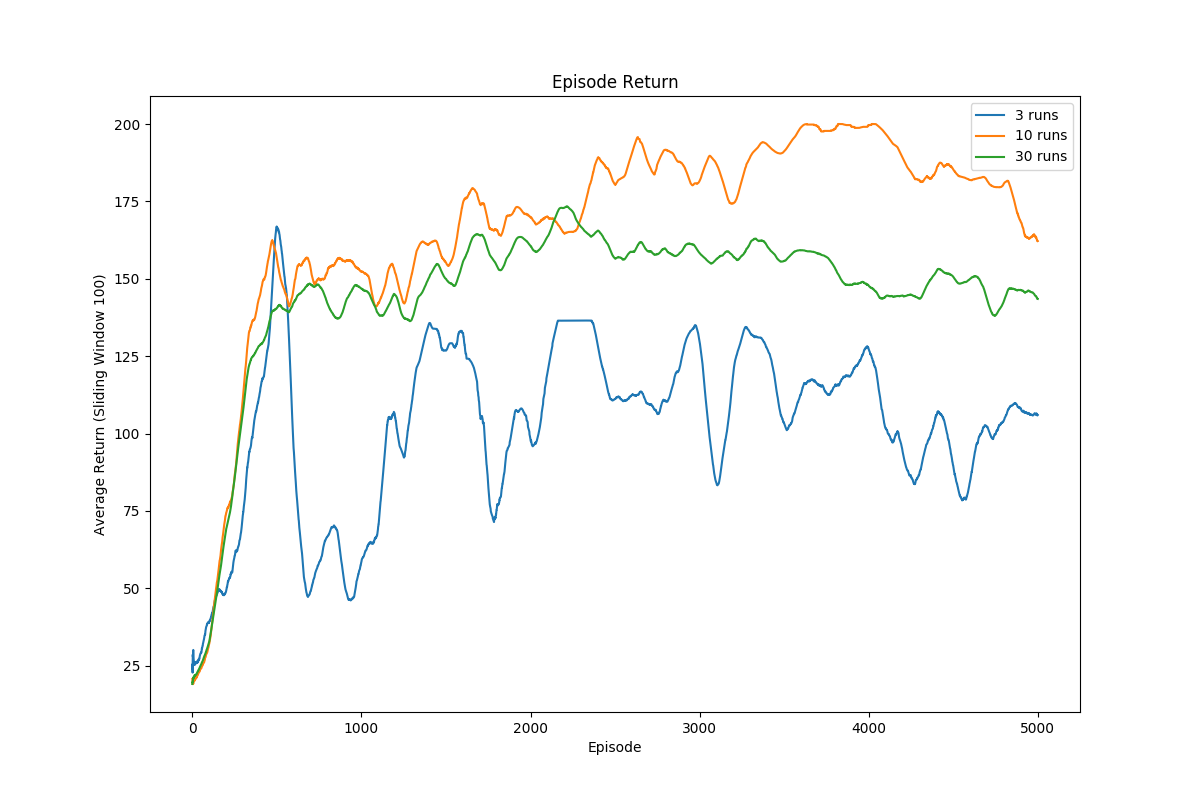 Episode Return
3 runs
10 runs
30 runs
200
175
150
125
100
75
50
25
Average Return (Sliding Window 100)
0 1000 2000 3000 4000 5000
Episode